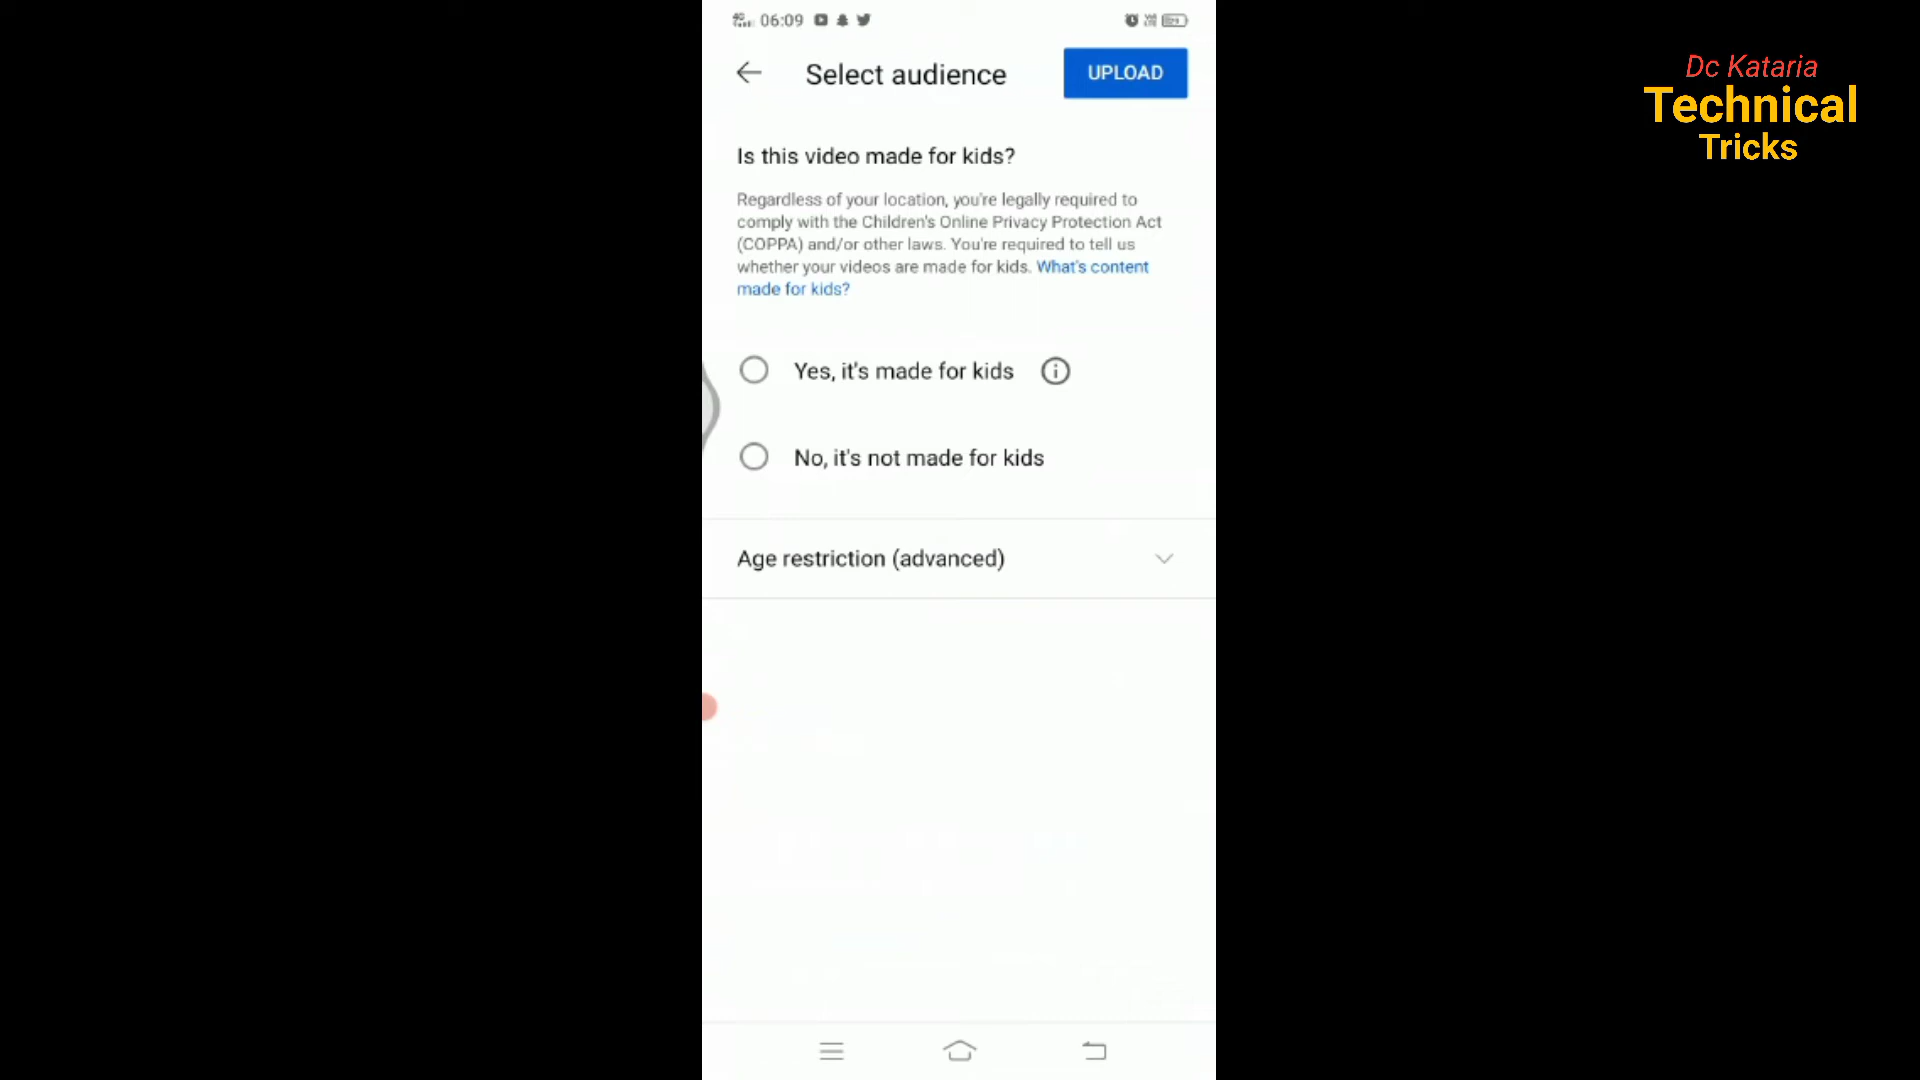 06:09
Select audience
UPLOAD
Dc Kataria
Technical
Tricks
Is this video made for kids?
Regardless of your location, you're legally required to
comply with the Children's Online Privacy Protection Act
(COPPA) and/or other laws. You're required to tell us
whether your videos are made for kids. What's content
made for kids?
Yes, it's made for kids
No, it's not made for kids
Age restriction (advanced)